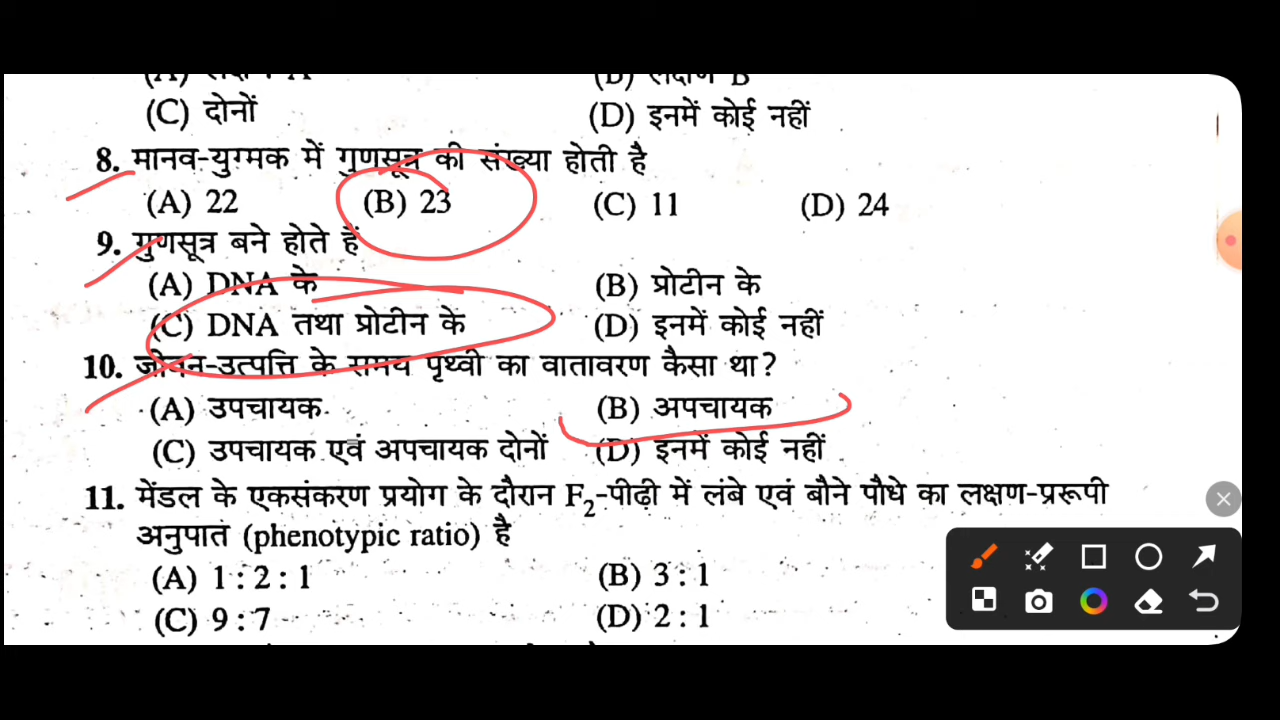 (C) दोनों (D) इनमें कोई नहीं
8. मानव-युग्मक में गुणसूत्र की संख्या होती है
(A) 22 (B) 23 (C) 11 (D) 24
9. गुणसूत्र बने होते हैं
(A) DNA के (B) प्रोटीन के
(C) DNA तथा प्रोटीन के (D) इनमें कोई नहीं
10. जीवन-उत्पत्ति के समय पृथ्वी का वातावरण कैसा था?
(A) उपचायक (B) अपचायक
(C) उपचायक एवं अपचायक दोनों (D) इनमें कोई नहीं
11. मेंडल के एकसंकरण प्रयोग के दौरान F₂-पीढ़ी में लंबे एवं बौने पौधे का लक्षण-प्ररूपी
अनुपात (phenotypic ratio) है
(A) 1 : 2 : 1 (B) 3 : 1
(C) 9 : 7 (D) 2 : 1